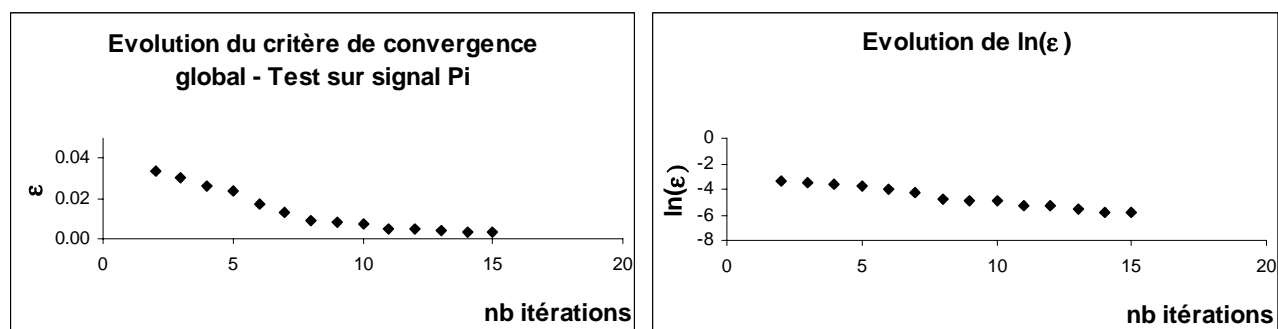 Evolution du critère de convergence
global - Test sur signal Pi
0.04
0.02
0.00
ε
0
5
10
15
20
nb itérations
Evolution de ln(ε)
0
-2
-4
-6
-8
ln(ε)
0
5
10
15
20
nb itérations